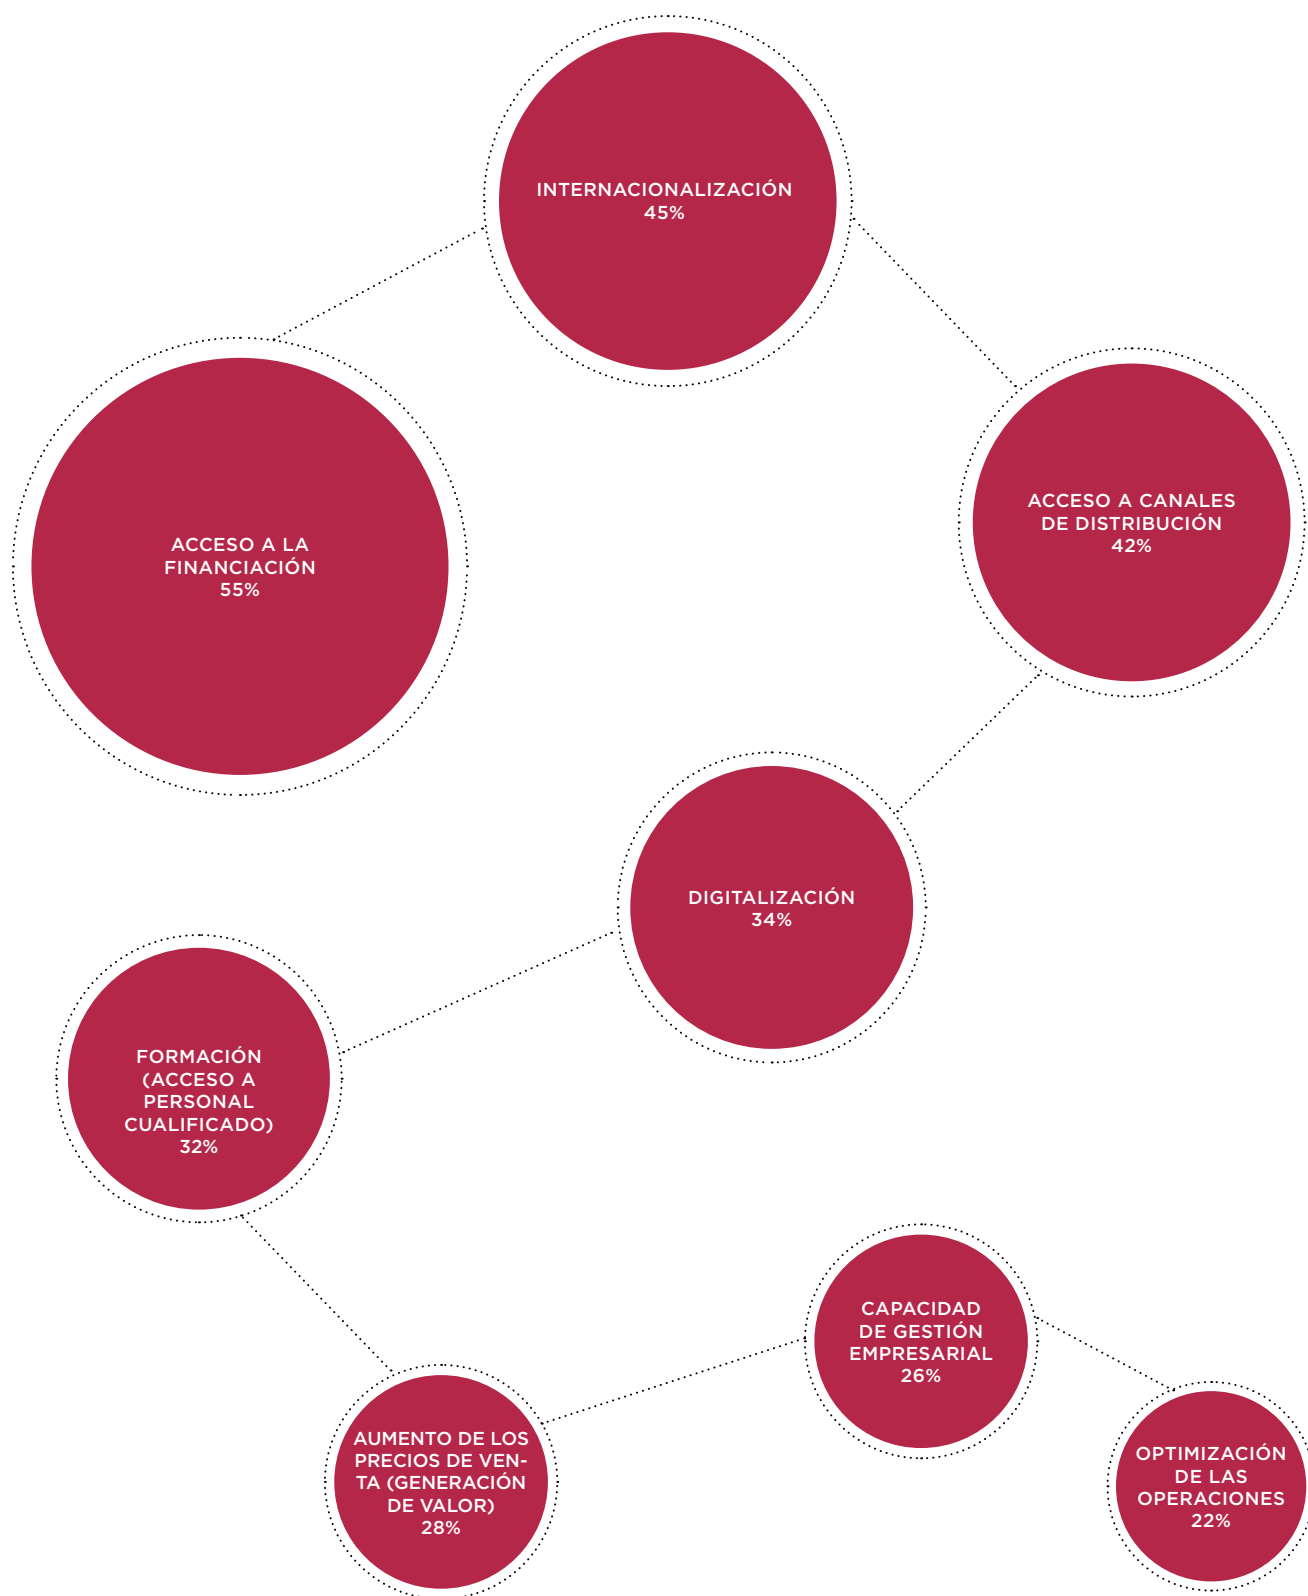 INTERNACIONALIZACIÓN
45%
ACCESO A LA
FINANCIACIÓN
55%
ACCESO A CANALES
DE DISTRIBUCIÓN
42%
DIGITALIZACIÓN
34%
FORMACIÓN
(ACCESO A
PERSONAL
CUALIFICADO)
32%
AUMENTO DE LOS
PRECIOS DE VEN-
TA (GENERACIÓN
DE VALOR)
28%
CAPACIDAD
DE GESTIÓN
EMPRESARIAL
26%
OPTIMIZACIÓN
DE LAS
OPERACIONES
22%